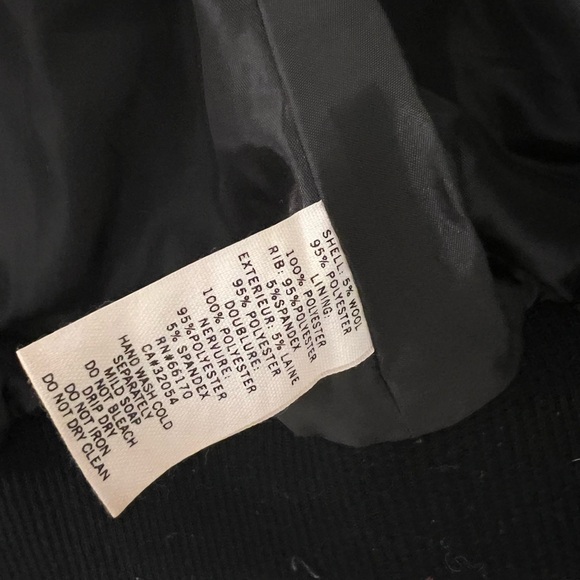 SHELL: 5% WOOL
95% POLYESTER
LINING:
100% POLYESTER
RIB: 95%POLYESTER
5%SPANDEX
EXTERIEUR: 5% LAINE
95% POLYESTER
DOUBLURE:
100% POLYESTER
NERVURE:
95%POLYESTER
5% SPANDEX
RN#66170
CA#32054
HAND WASH COLD
SEPARATELY
MILD SOAP
DO NOT BLEACH
DRIP DRY
DO NOT IRON
DO NOT DRY CLEAN